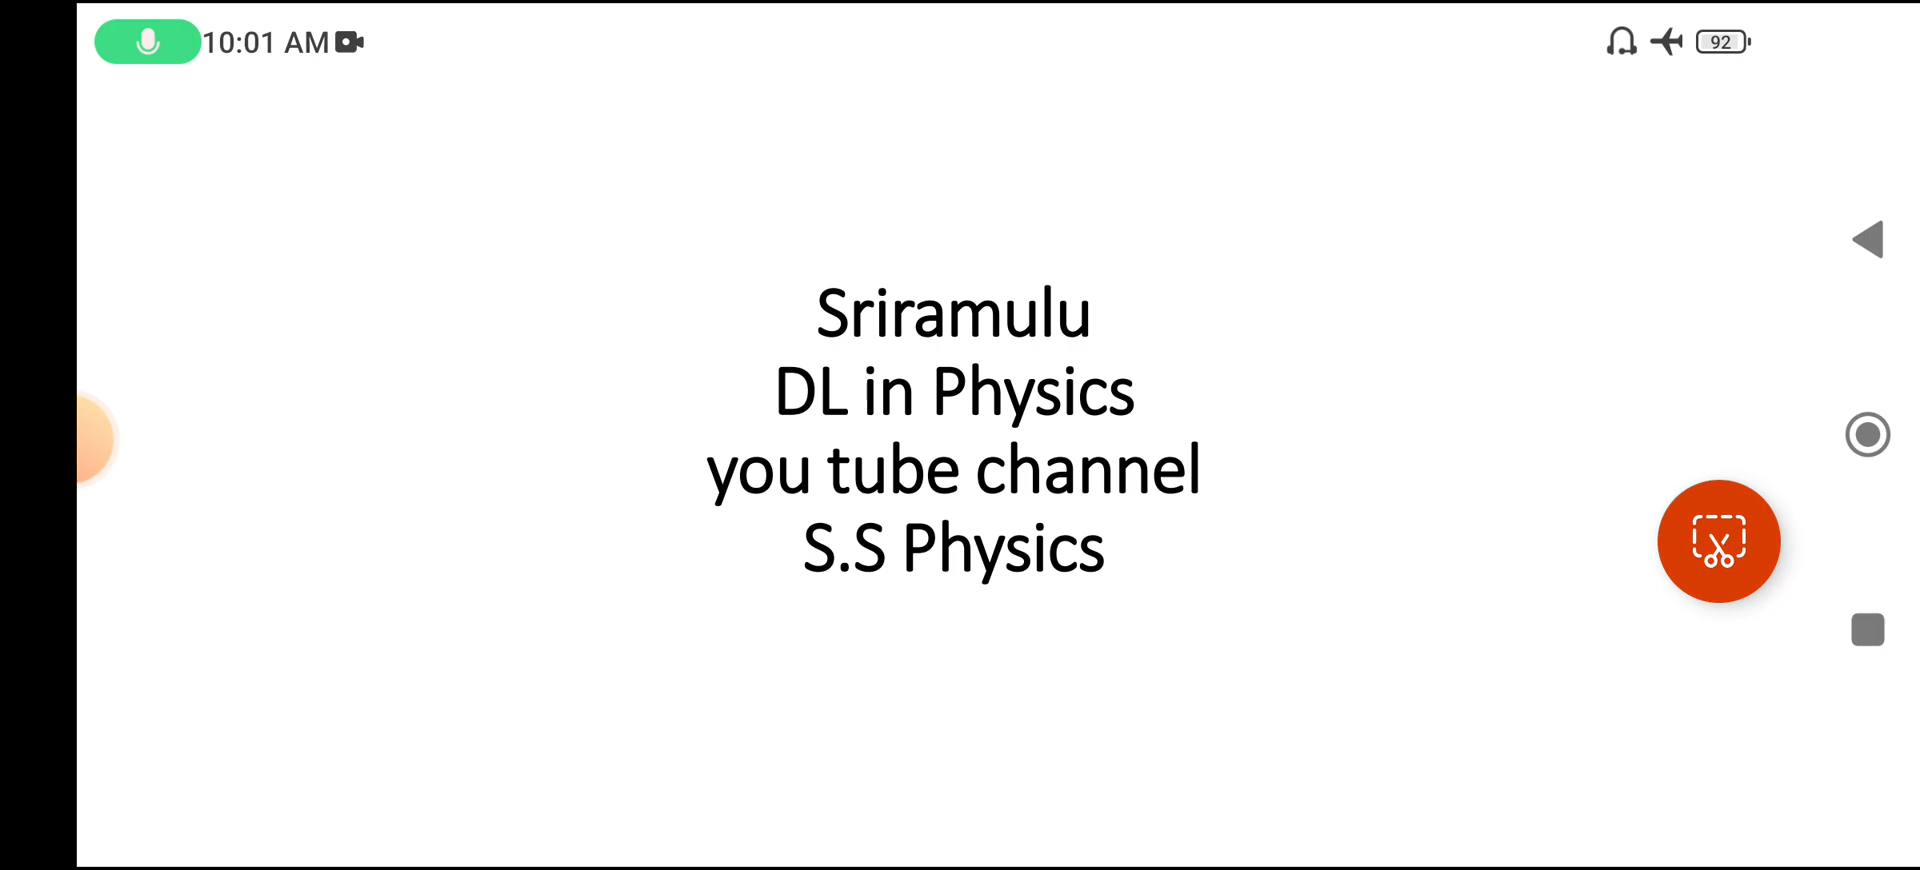 10:01 AM
92
Sriramulu
DL in Physics
you tube channel
S.S Physics